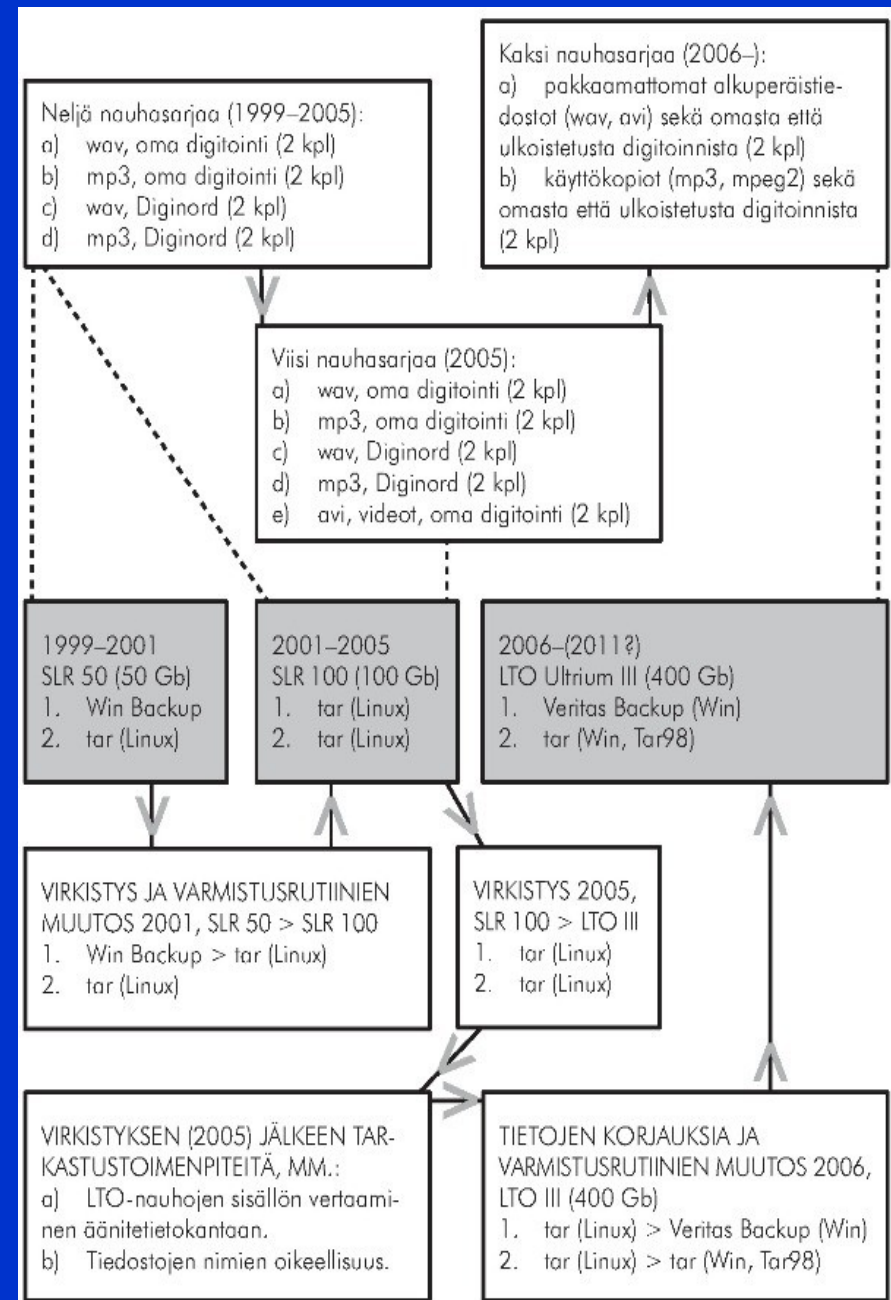 Neljä nauhasarjaa (1999–2005):
a) wav, oma digitointi (2 kpl)
b) mp3, oma digitointi (2 kpl)
c) wav, Diginord (2 kpl)
d) mp3, Diginord (2 kpl)
Kaksi nauhasarjaa (2006–):
a) pakkaamattomat alkuperäistie-
dostot (wav, avi) sekä omasta että
ulkoistetusta digitoinnista (2 kpl)
b) käyttökopiot (mp3, mpeg2) sekä
omasta että ulkoistetusta digitoinnista
(2 kpl)
Viisi nauhasarjaa (2005):
a) wav, oma digitointi (2 kpl)
b) mp3, oma digitointi (2 kpl)
c) wav, Diginord (2 kpl)
d) mp3, Diginord (2 kpl)
e) avi, videot, oma digitointi (2 kpl)
1999–2001
SLR 50 (50 Gb)
1. Win Backup
2. tar (Linux)
2001–2005
SLR 100 (100 Gb)
1. tar (Linux)
2. tar (Linux)
2006–(2011?)
LTO Ultrium III (400 Gb)
1. Veritas Backup (Win)
2. tar (Win, Tar98)
VIRKISTYS JA VARMISTUSRUTIINIEN
MUUTOS 2001, SLR 50 > SLR 100
1. Win Backup > tar (Linux)
2. tar (Linux)
VIRKISTYS 2005,
SLR 100 > LTO III
1. tar (Linux)
2. tar (Linux)
VIRKISTYKSEN (2005) JÄLKEEN TAR-
KASTUSTOIMENPITEITÄ, MM.:
a) LTO-nauhojen sisällön vertaami-
nen äänitetietokantaan.
b) Tiedostojen nimien oikeellisuus.
TIETOJEN KORJAUKSIA JA
VARMISTUSRUTIINIEN MUUTOS 2006,
LTO III (400 Gb)
1. tar (Linux) > Veritas Backup (Win)
2. tar (Linux) > tar (Win, Tar98)